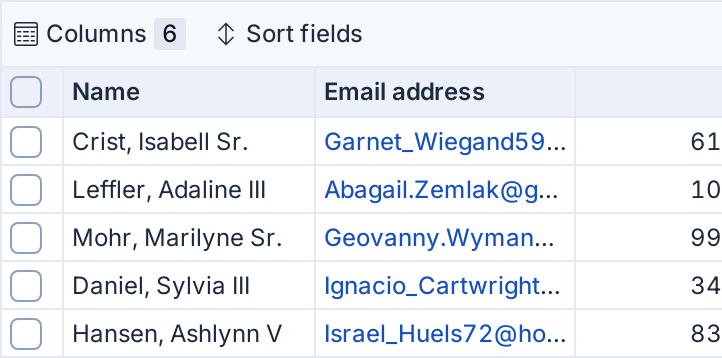 Columns 6 Sort fields
Name Email address
Crist, Isabell Sr. Garnet_Wiegand59... 61
Leffler, Adaline III Abagail.Zemlak@g... 10
Mohr, Marilyne Sr. Geovanny.Wyman... 99
Daniel, Sylvia III Ignacio_Cartwright... 34
Hansen, Ashlynn V Israel_Huels72@ho... 83